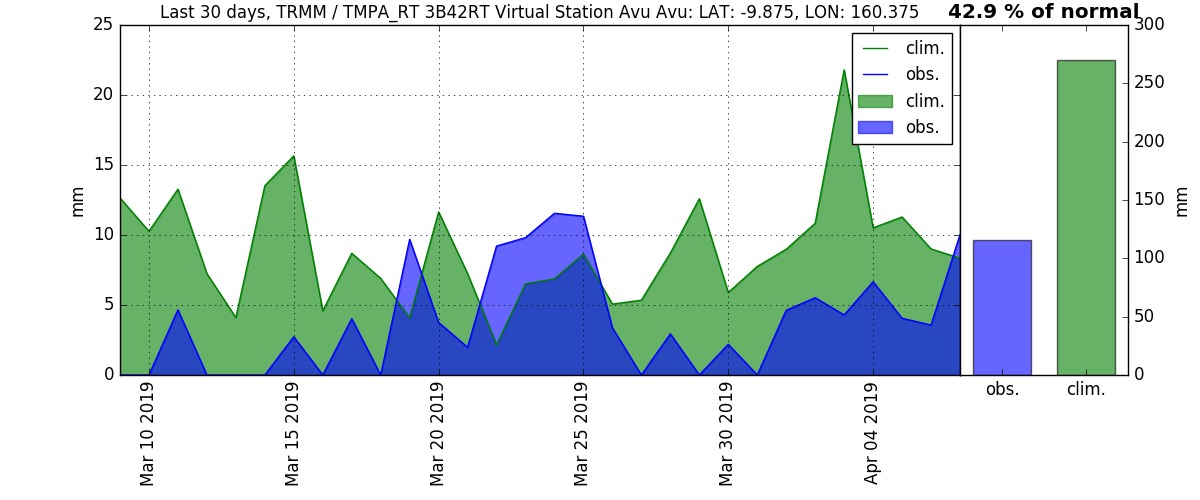 Last 30 days, TRMM / TMPA_RT 3B42RT Virtual Station Avu Avu: LAT: -9.875, LON: 160.375
42.9 % of normal
25
20
15
10
5
0
mm
clim.
obs.
clim.
obs.
Mar 10 2019
Mar 15 2019
Mar 20 2019
Mar 25 2019
Mar 30 2019
Apr 04 2019
300
250
200
150
100
50
0
mm
obs.
clim.